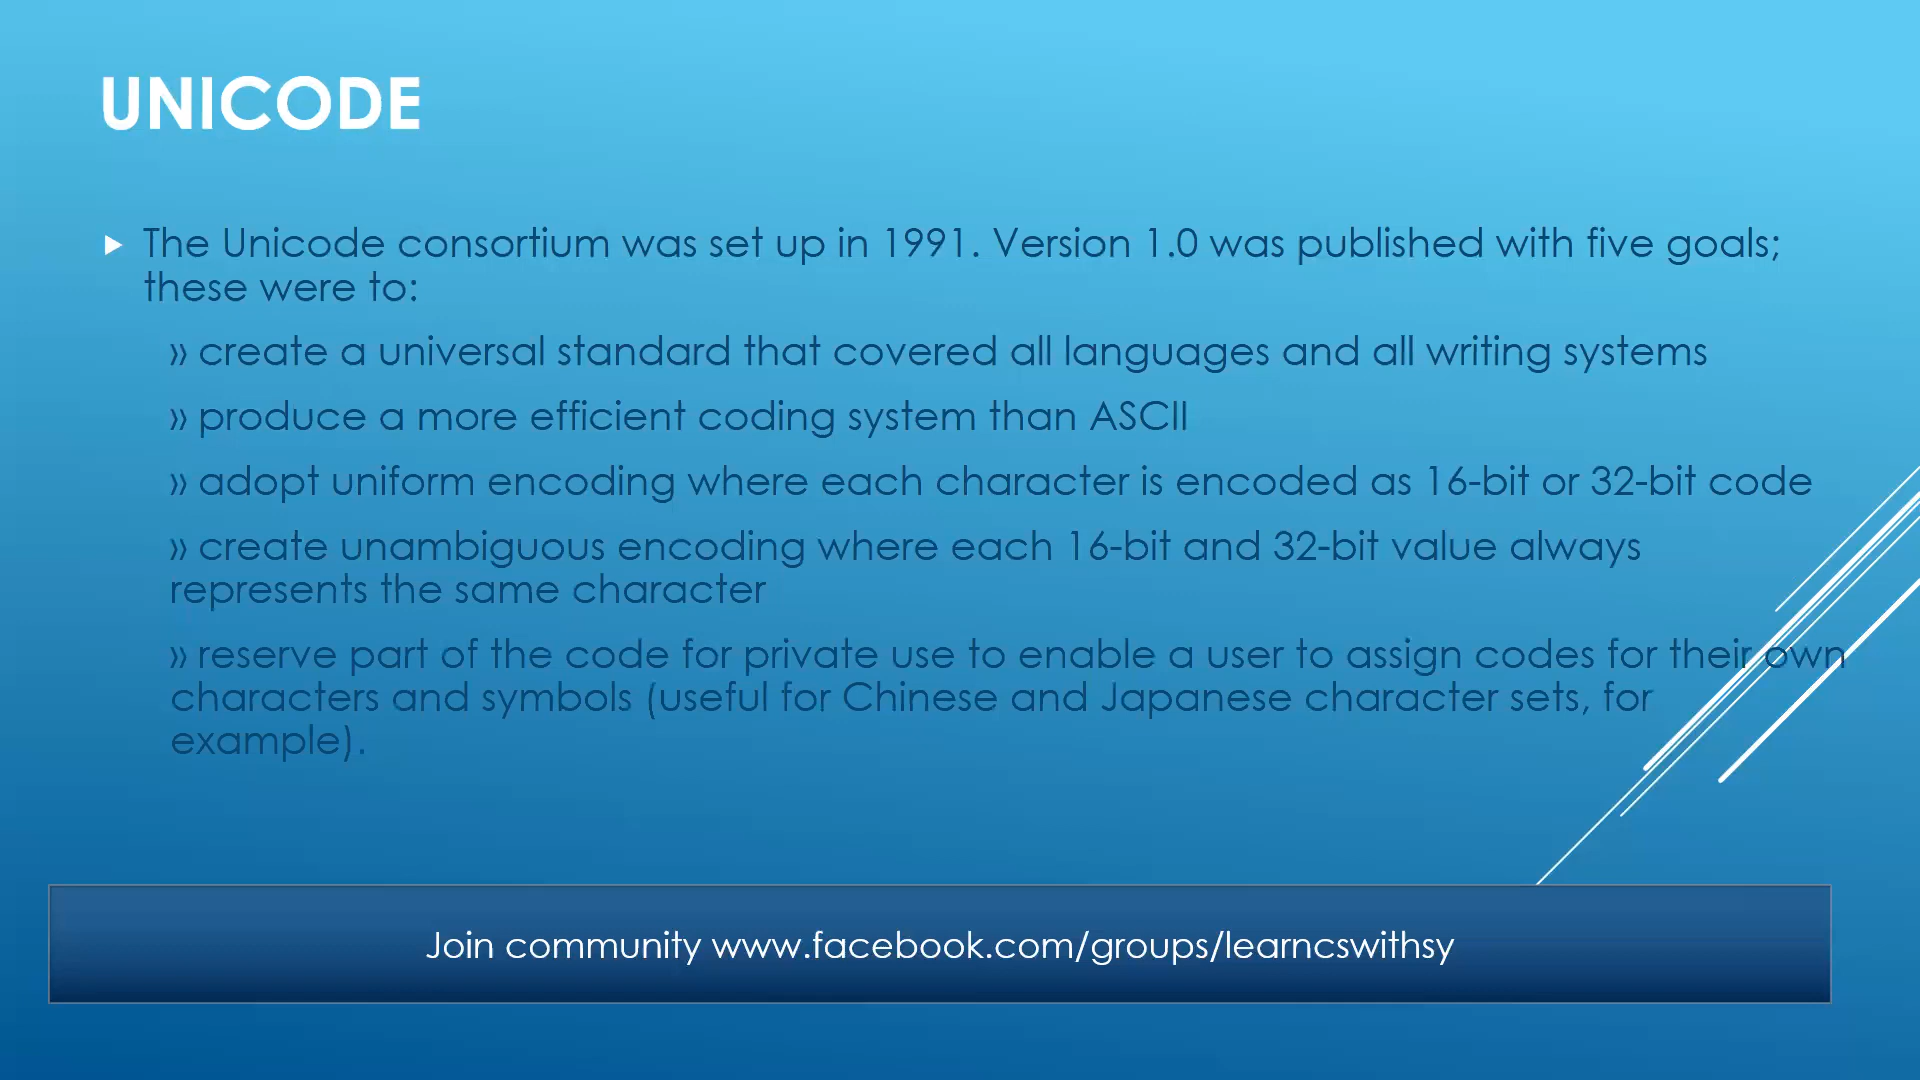 UNICODE
The Unicode consortium was set up in 1991. Version 1.0 was published with five goals;
these were to:
» create a universal standard that covered all languages and all writing systems
» produce a more efficient coding system than ASCII
» adopt uniform encoding where each character is encoded as 16-bit or 32-bit code
» create unambiguous encoding where each 16-bit and 32-bit value always
represents the same character
» reserve part of the code for private use to enable a user to assign codes for their own
characters and symbols (useful for Chinese and Japanese character sets, for
example).
Join community www.facebook.com/groups/learncswithsy